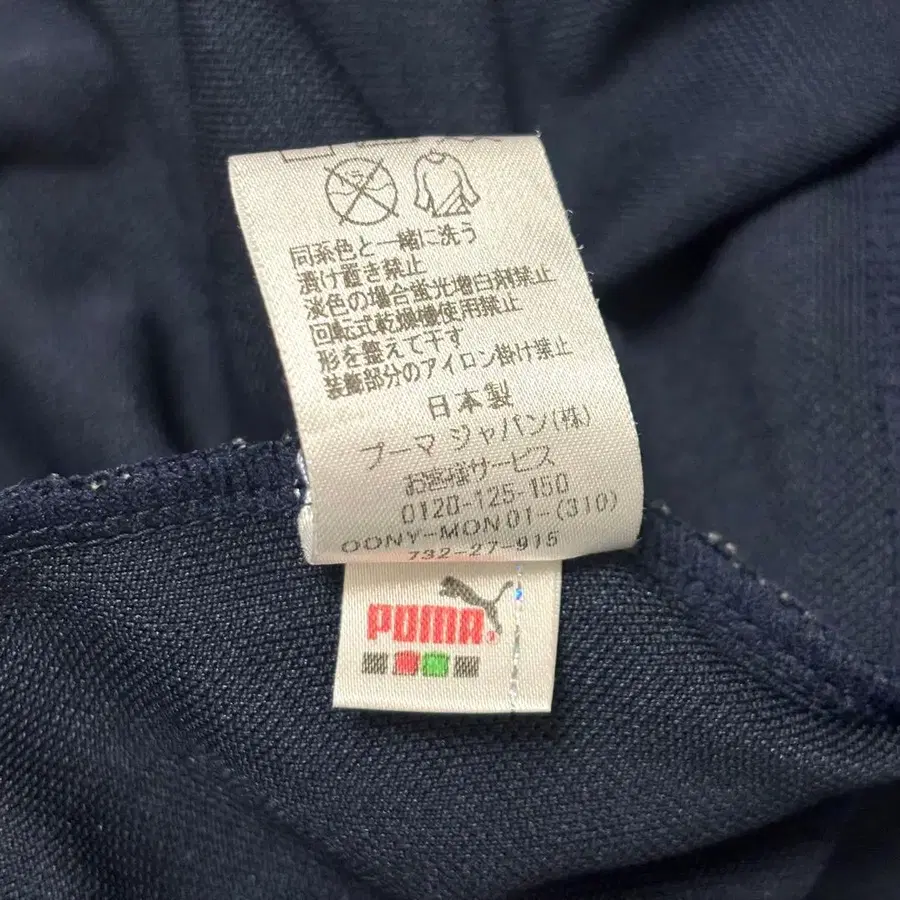 同系色と一緒に洗う
漬け置き禁止
淡色の場合蛍光増白剤禁止
回転式乾燥機使用禁止
形を整えて干す
装飾部分のアイロン掛け禁止
日本製
プーマ ジャパン(株)
お客様サービス
0120-125-150
OONY-MON01-(310)
732-27-915
PUMA